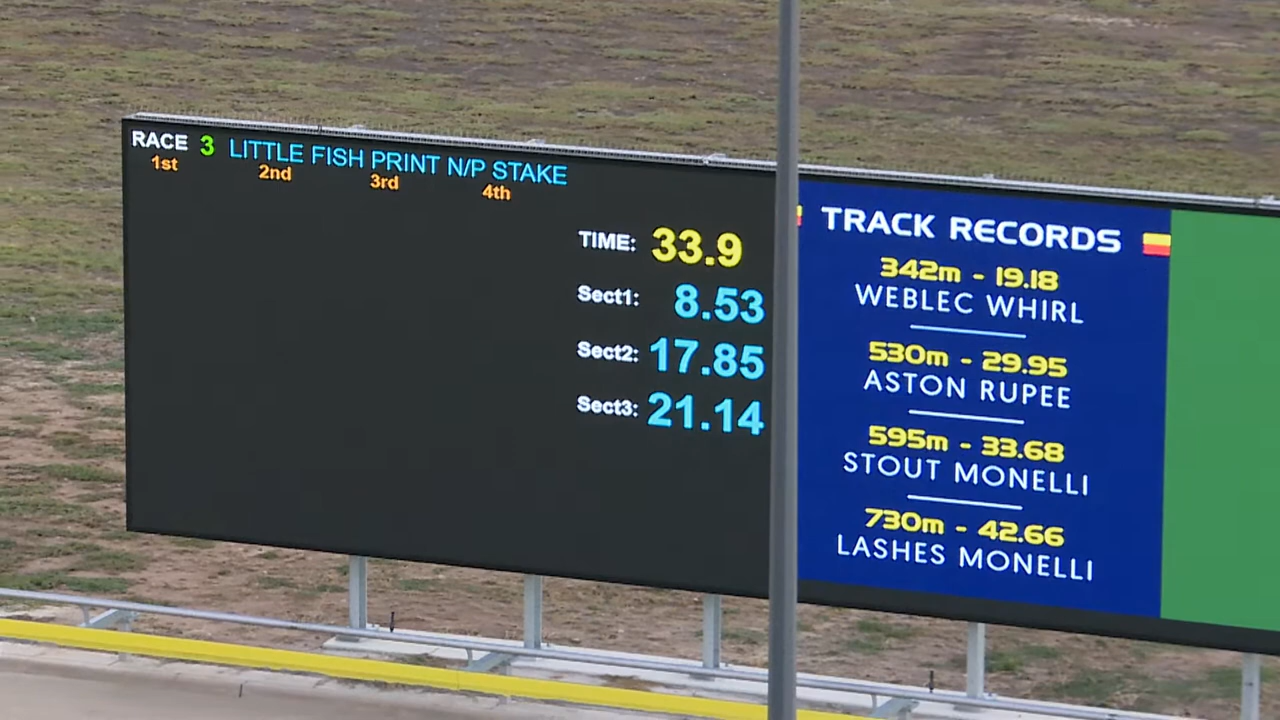 RACE 3 LITTLE FISH PRINT N/P STAKE
1st 2nd 3rd 4th
TIME: 33.9
Sect1: 8.53
Sect2: 17.85
Sect3: 21.14
TRACK RECORDS
342m - 19.18
WEBLEC WHIRL
530m - 29.95
ASTON RUPEE
595m - 33.68
STOUT MONELLI
730m - 42.66
LASHES MONELLI